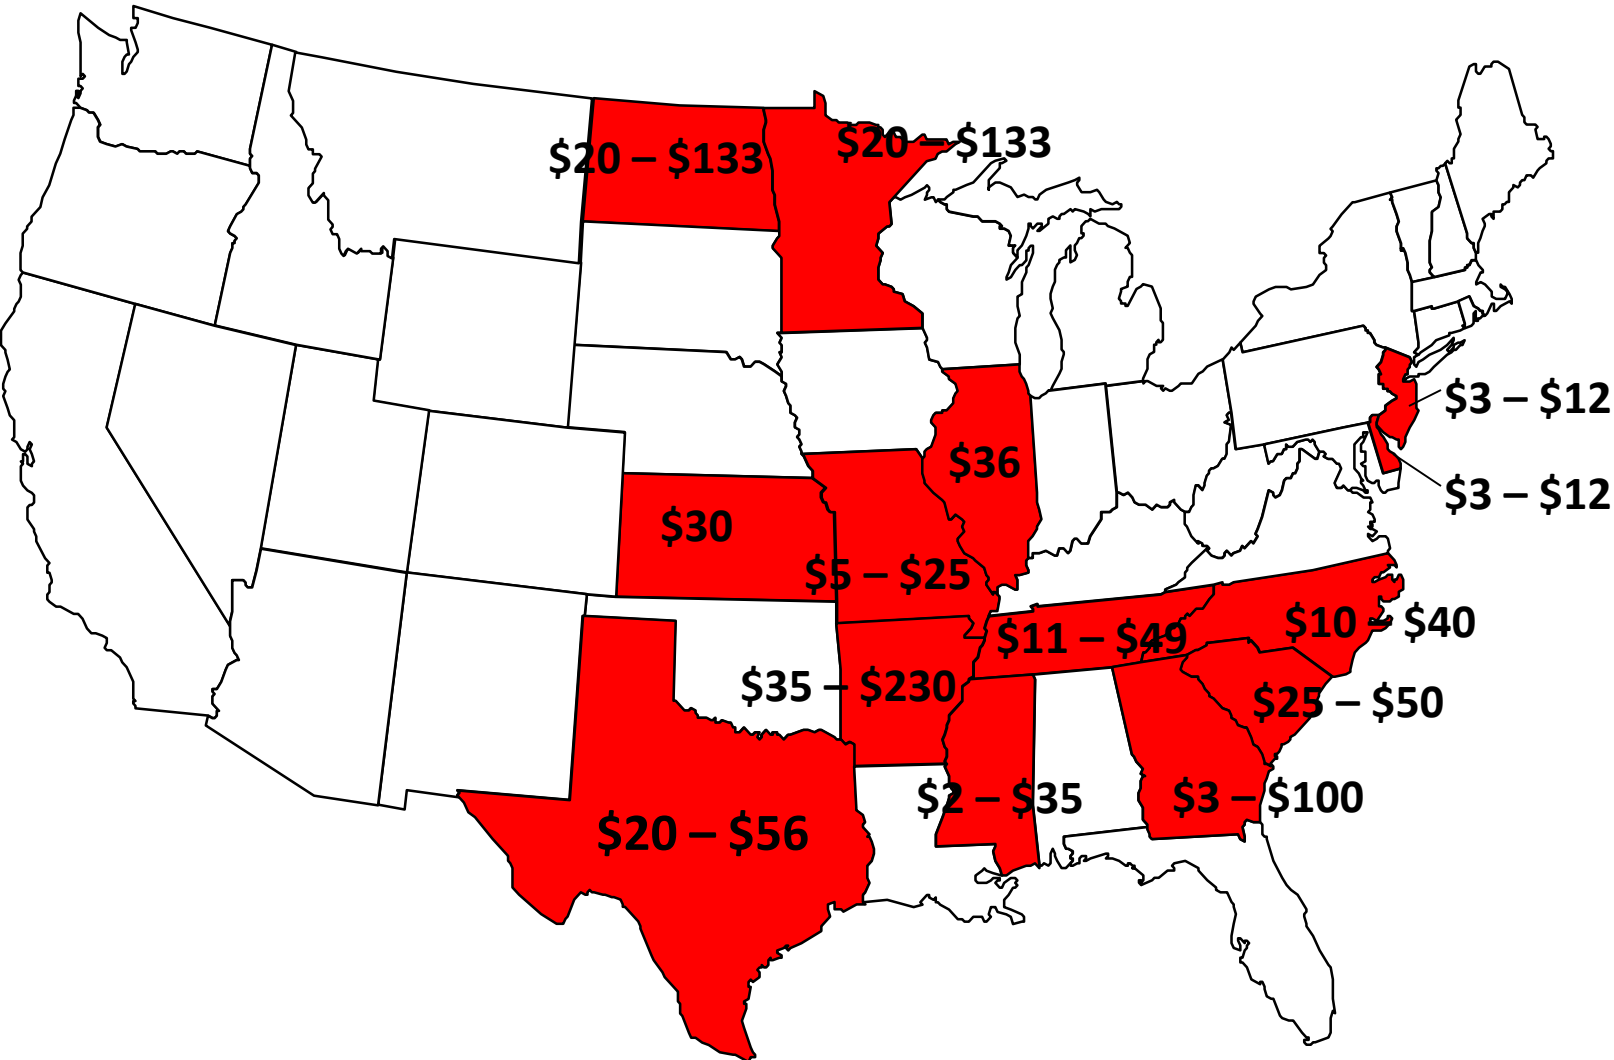 $20 – $133
$20 – $133
$3 – $12
$36
$3 – $12
$30
$5 – $25
$10 – $40
$11 – $49
$35 – $230
$25 – $50
$2 – $35
$3 – $100
$20 – $56